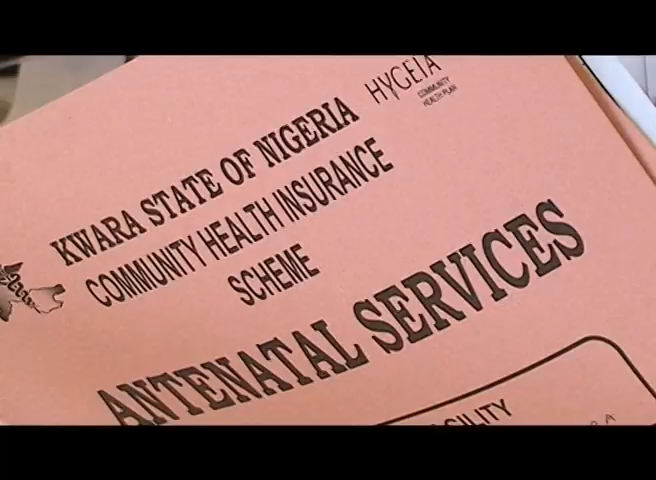 HYGEIA
COMMUNITY
HEALTH PLAN
KWARA STATE OF NIGERIA
COMMUNITY HEALTH INSURANCE
SCHEME
ANTENATAL SERVICES